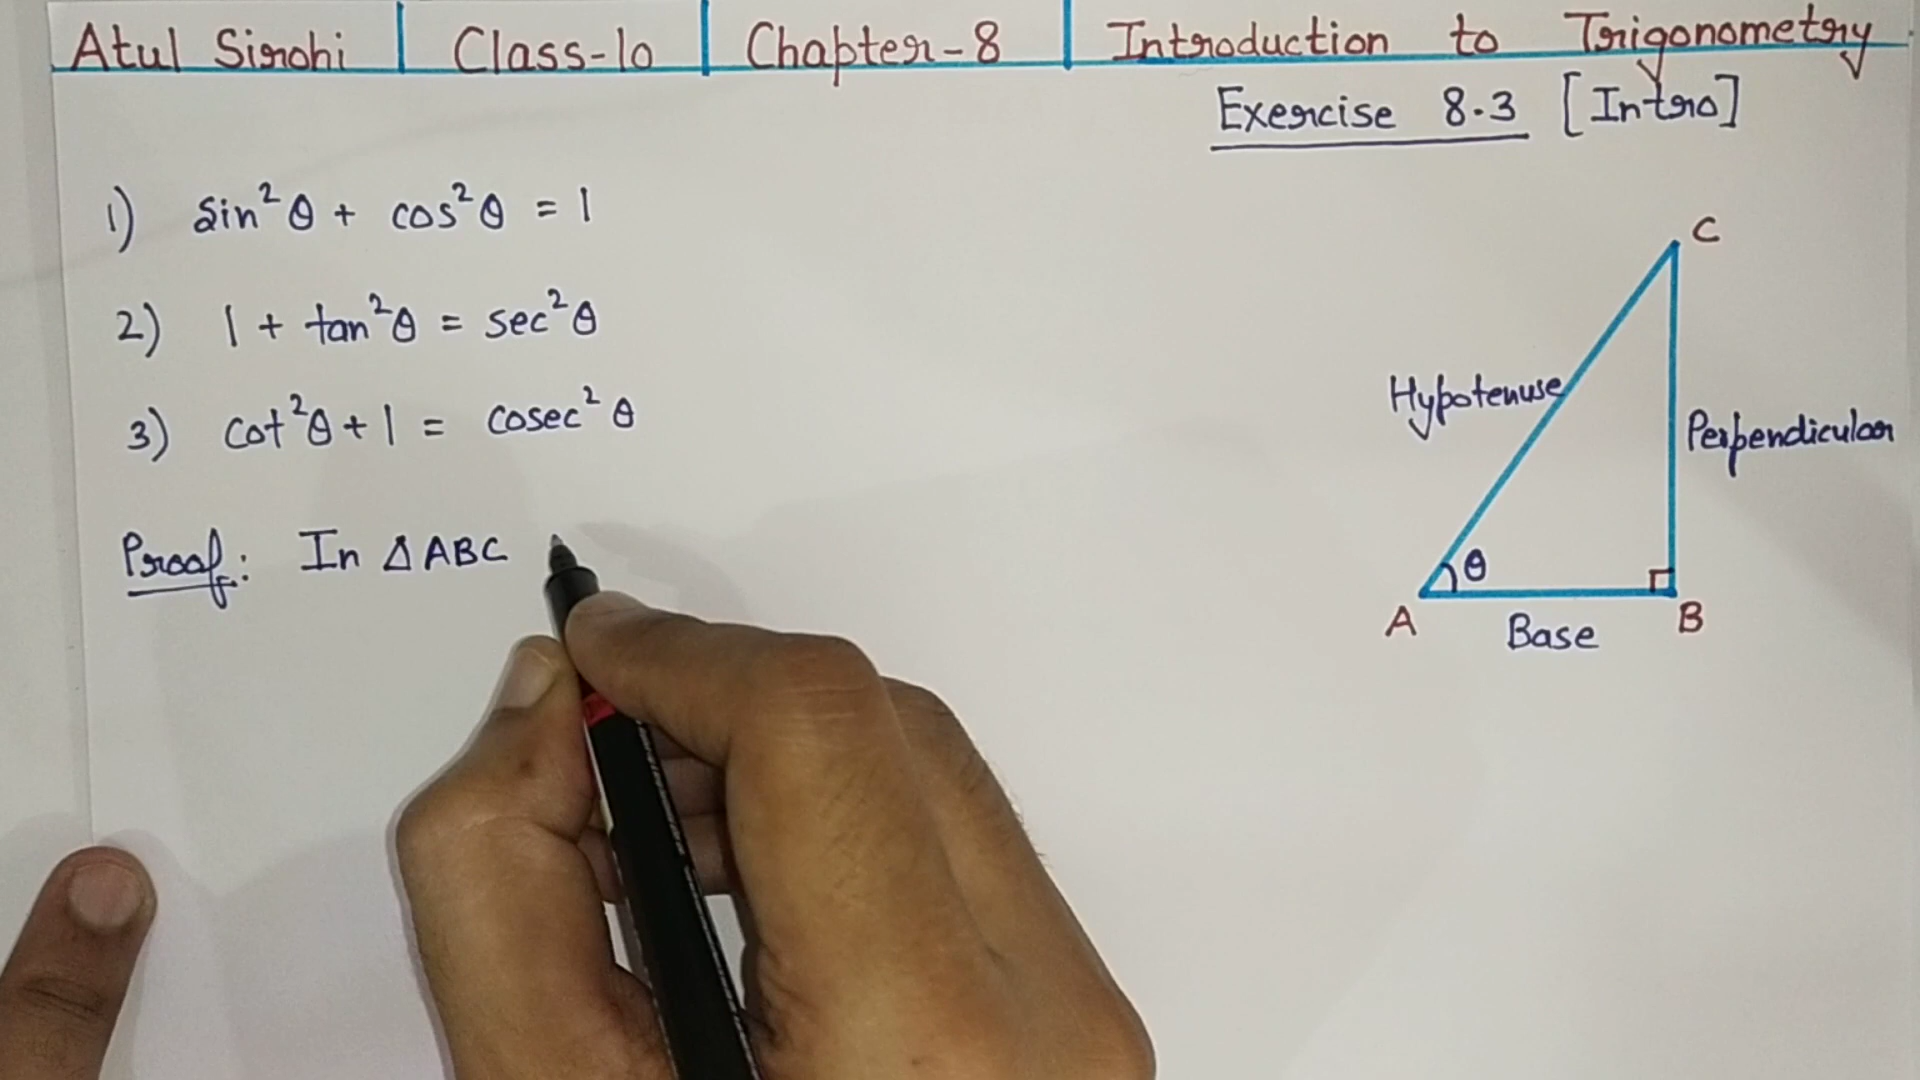 Atul Sirohi | Class-10 | Chapter-8 | Introduction to Trigonometry
Exercise 8.3 [Intro]
1) sin²θ + cos²θ = 1
2) 1 + tan²θ = sec²θ
3) cot²θ + 1 = cosec²θ
Proof: In △ABC
C
Hypotenuse
Perpendicular
θ
A
Base
B